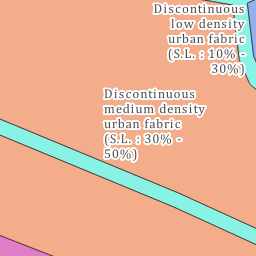 Discontinuous
low density
urban fabric
(S.L. : 10% -
30%)
Discontinuous
medium density
urban fabric
(S.L. : 30% -
50%)